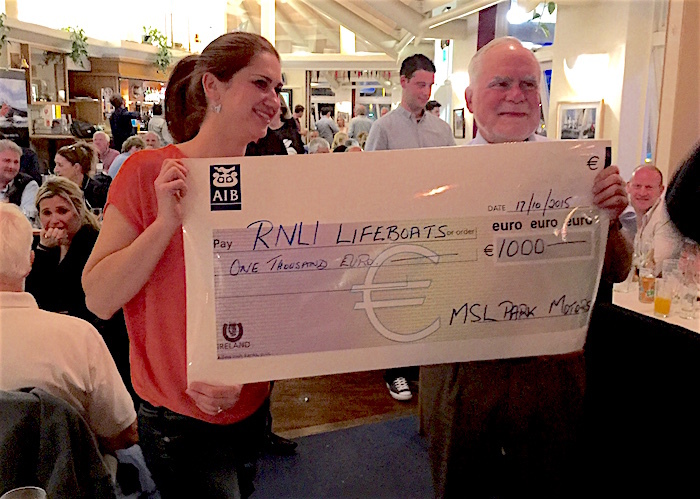 AIB
€
DATE 17/10/2015
Pay RNLI LIFEBOATS or order
euro euro euro
ONE THOUSAND EURO
€ 1000
MSL PARK MOTORS
IRELAND